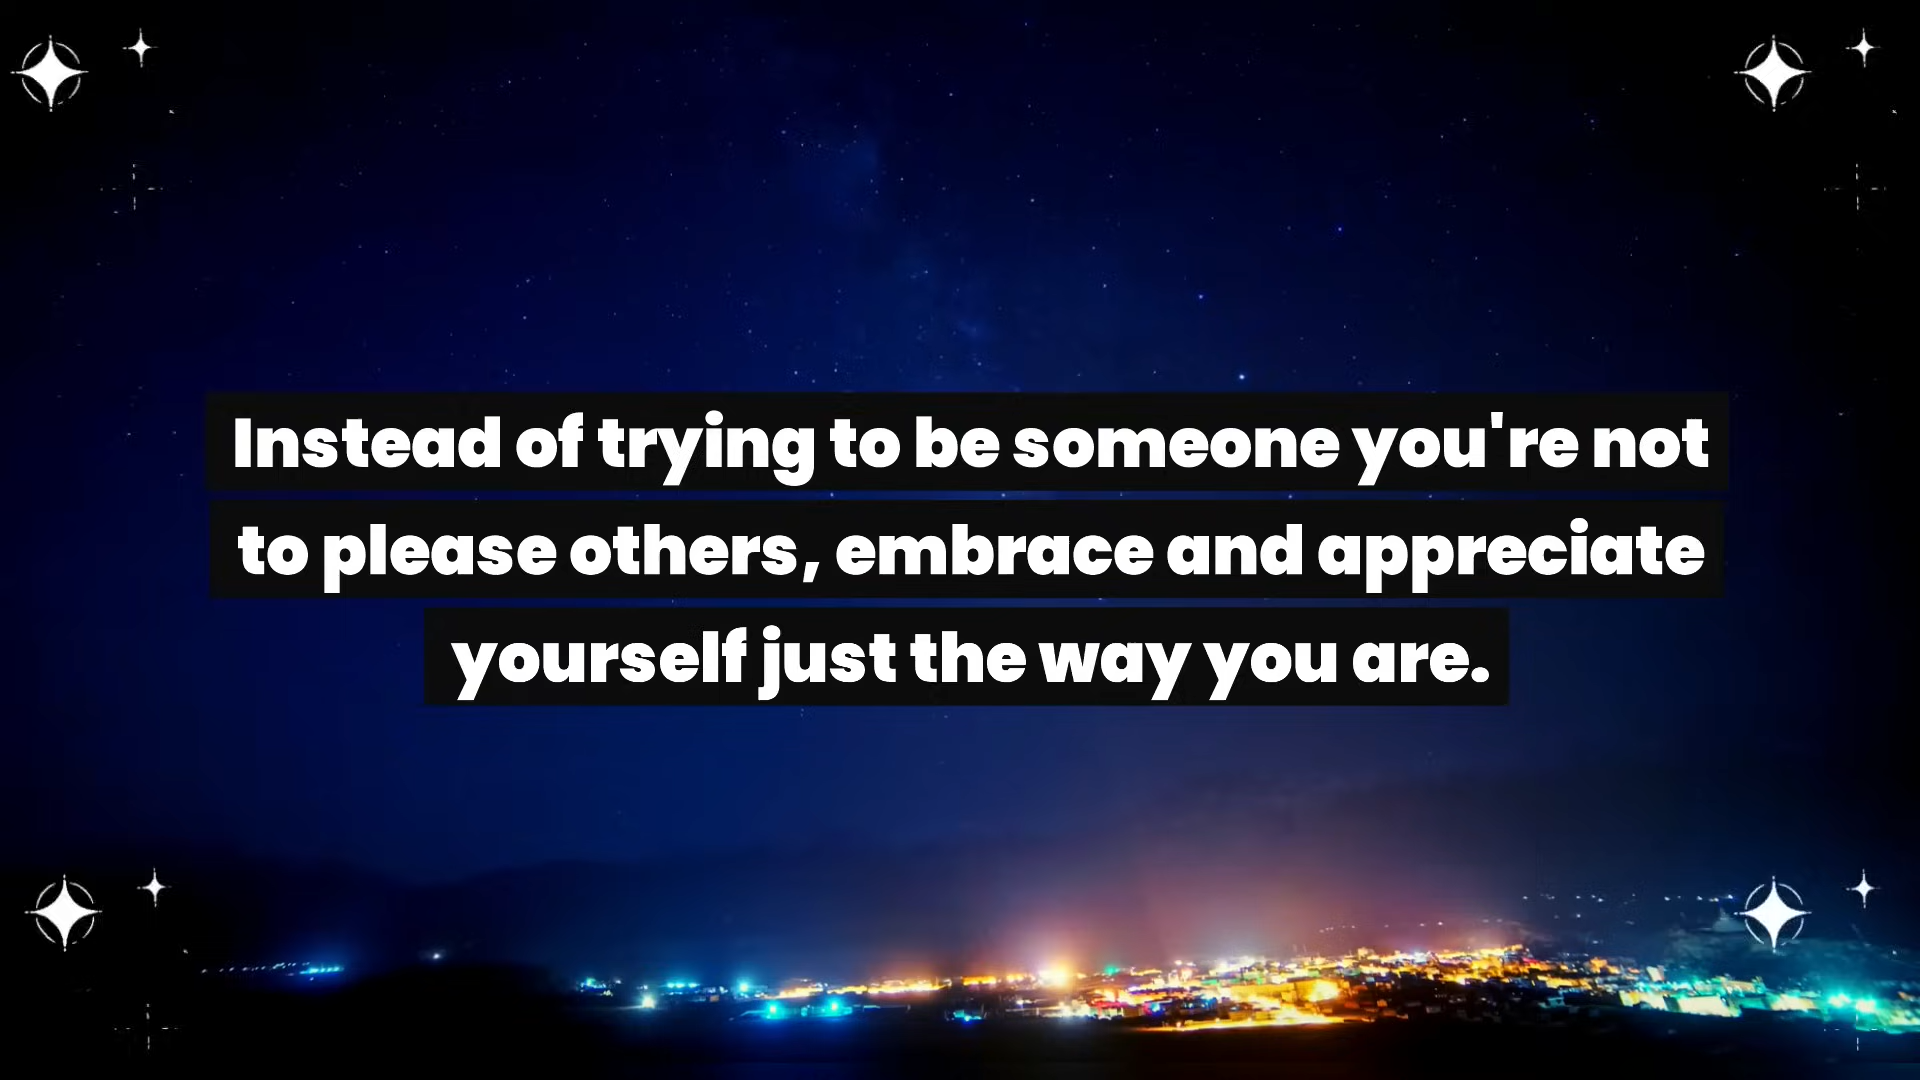 Instead of trying to be someone you're not
to please others, embrace and appreciate
yourself just the way you are.